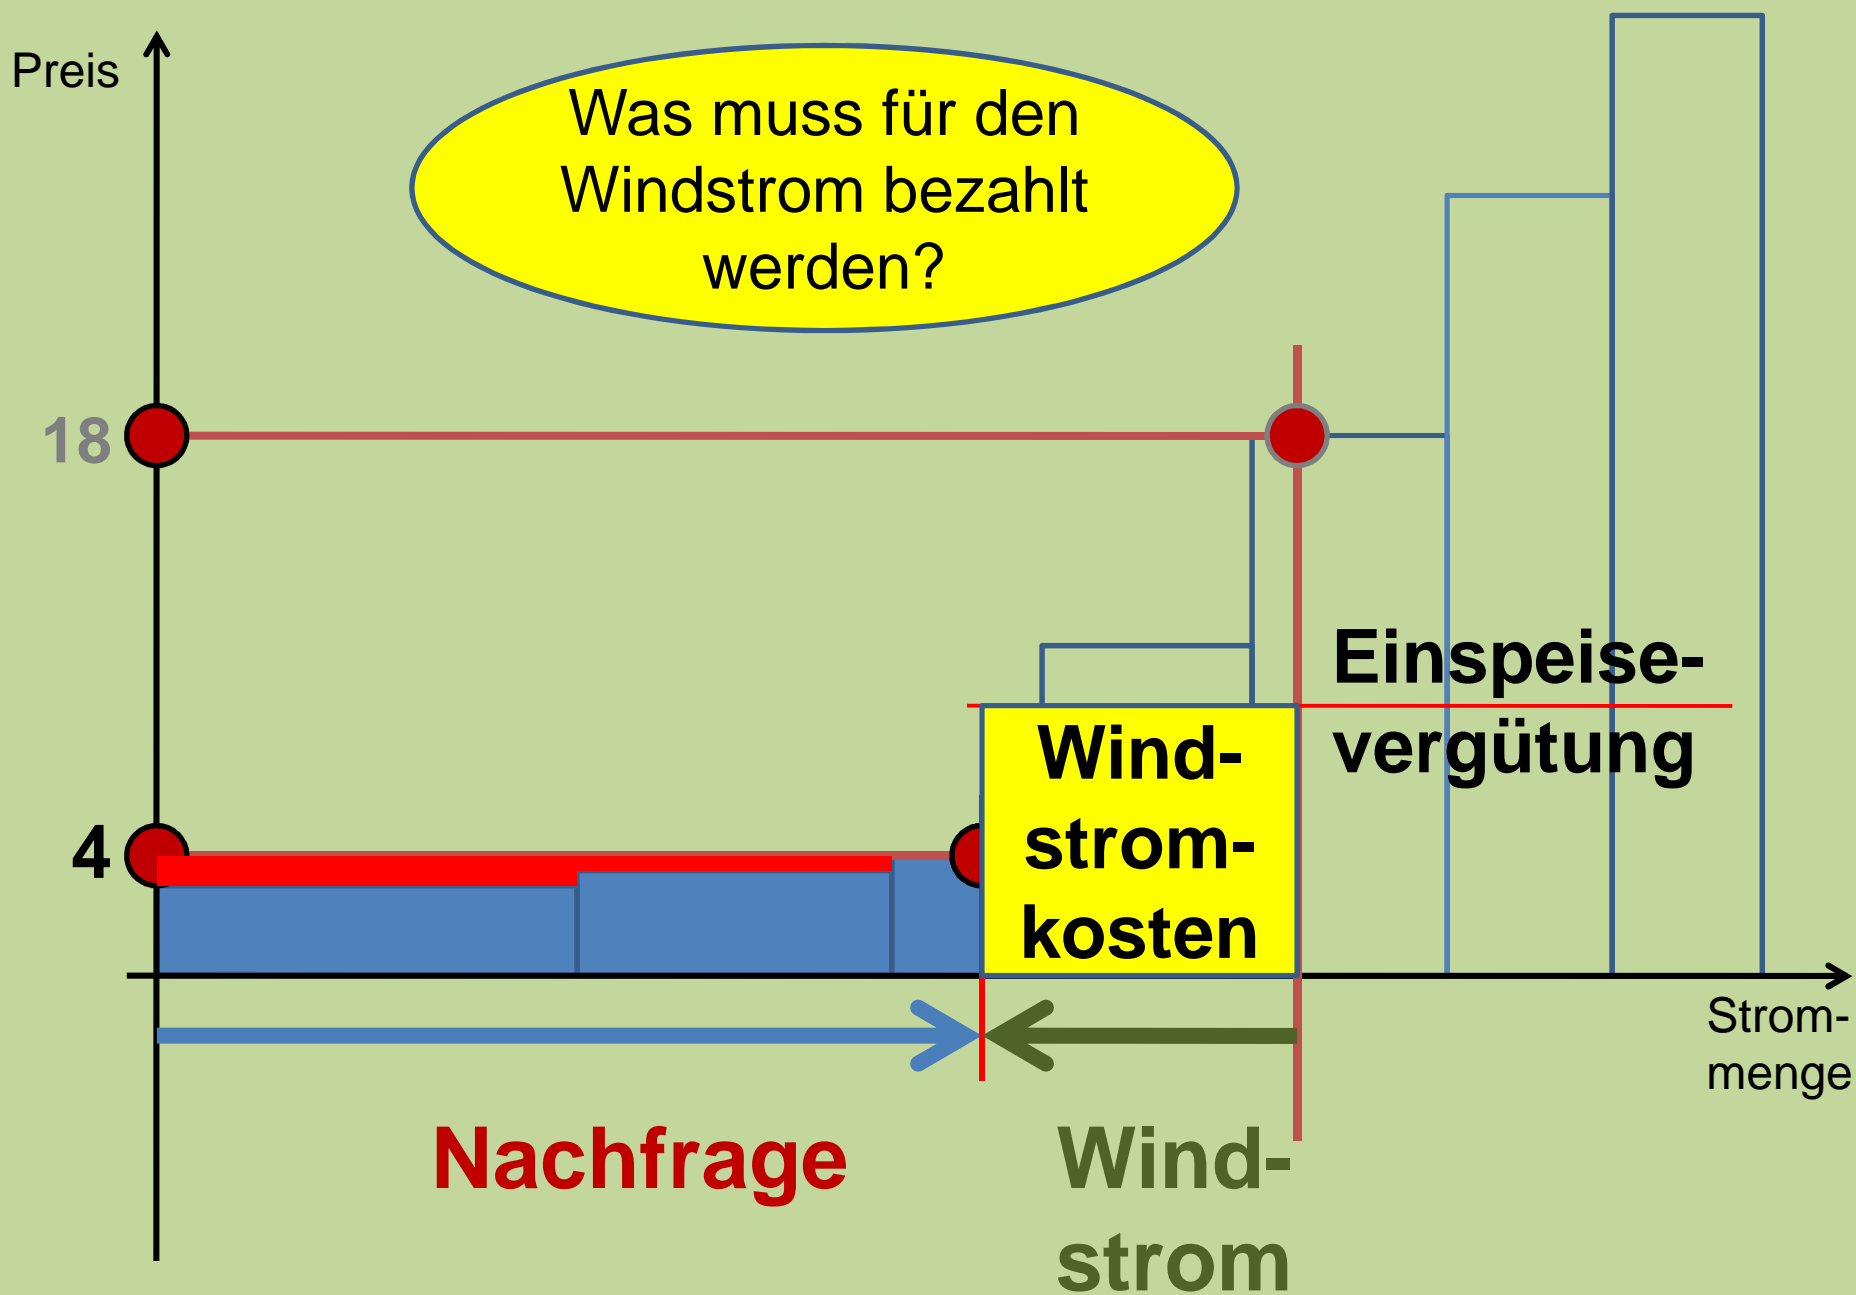 Preis
Was muss für den
Windstrom bezahlt
werden?
18
Einspeise-
vergütung
Wind-
strom-
kosten
4
Strom-
menge
Nachfrage
Wind-
strom